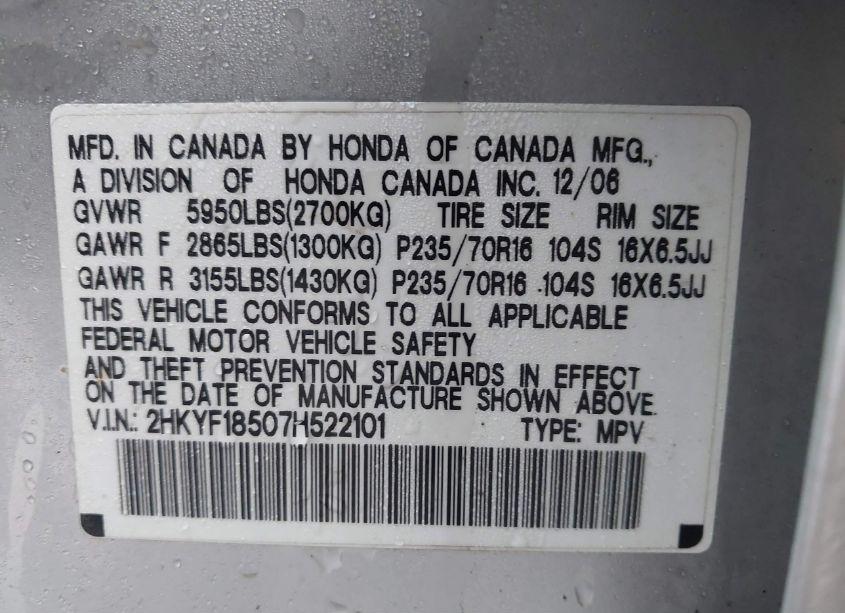 MFD. IN CANADA BY HONDA OF CANADA MFG.,
A DIVISION OF HONDA CANADA INC. 12/06
GVWR 5950LBS(2700KG) TIRE SIZE RIM SIZE
GAWR F 2865LBS(1300KG) P235/70R16 104S 16X6.5JJ
GAWR R 3155LBS(1430KG) P235/70R16 104S 16X6.5JJ
THIS VEHICLE CONFORMS TO ALL APPLICABLE
FEDERAL MOTOR VEHICLE SAFETY
AND THEFT PREVENTION STANDARDS IN EFFECT
ON THE DATE OF MANUFACTURE SHOWN ABOVE.
V.I.N.: 2HKYF18507H522101 TYPE: MPV